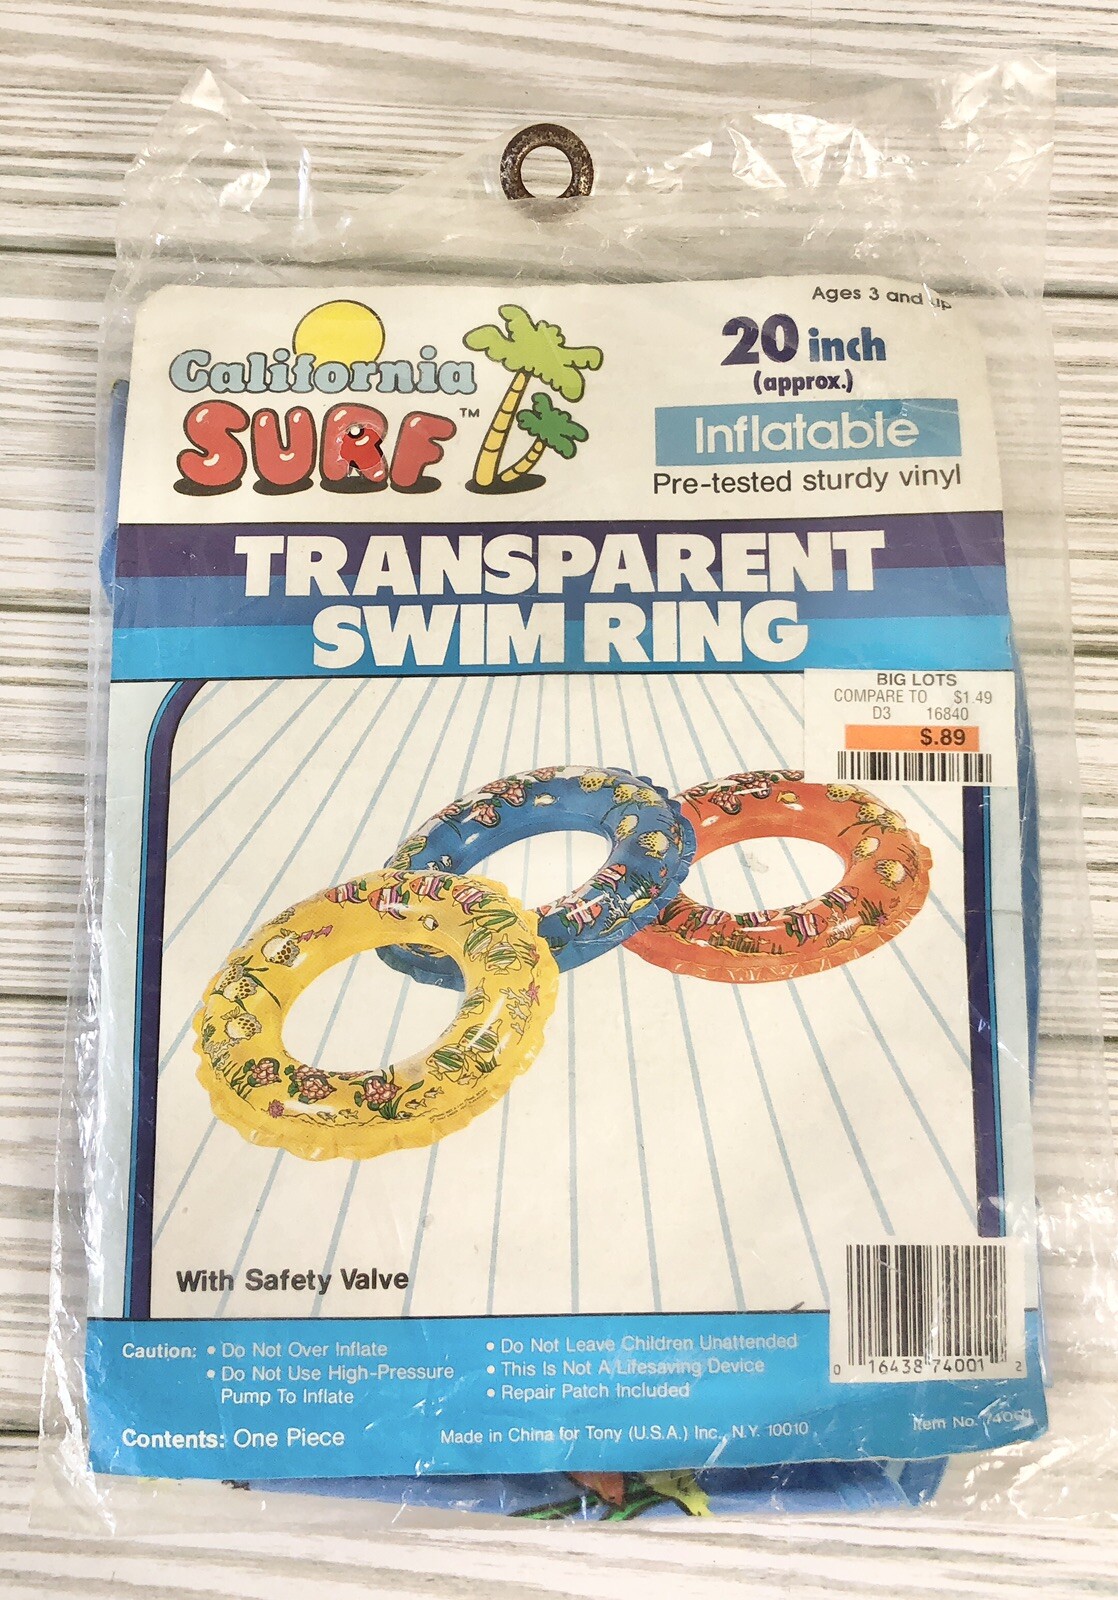 Ages 3 and up
California
SURF™
20 inch
(approx.)
Inflatable
Pre-tested sturdy vinyl
TRANSPARENT
SWIM RING
BIG LOTS
COMPARE TO $1.49
D3 16840
$.89
With Safety Valve
Caution: • Do Not Over Inflate
• Do Not Use High-Pressure
Pump To Inflate
• Do Not Leave Children Unattended
• This Is Not A Lifesaving Device
• Repair Patch Included
0 16438 74001 2
Contents: One Piece
Made in China for Tony (U.S.A.) Inc., N.Y. 10010
Item No.